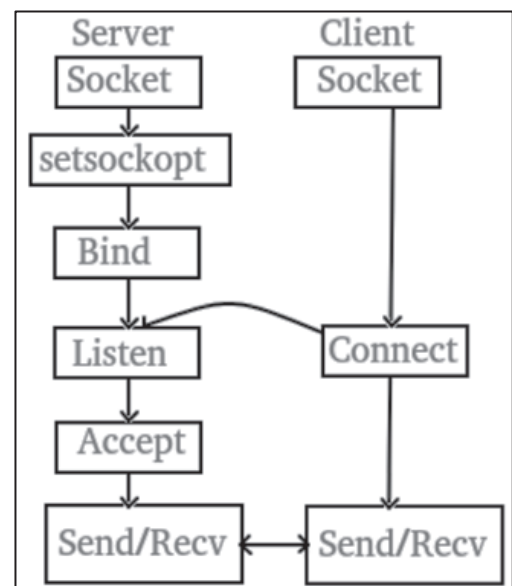 Server
Client
Socket
Socket
setsockopt
Bind
Listen
Connect
Accept
Send/Recv
Send/Recv